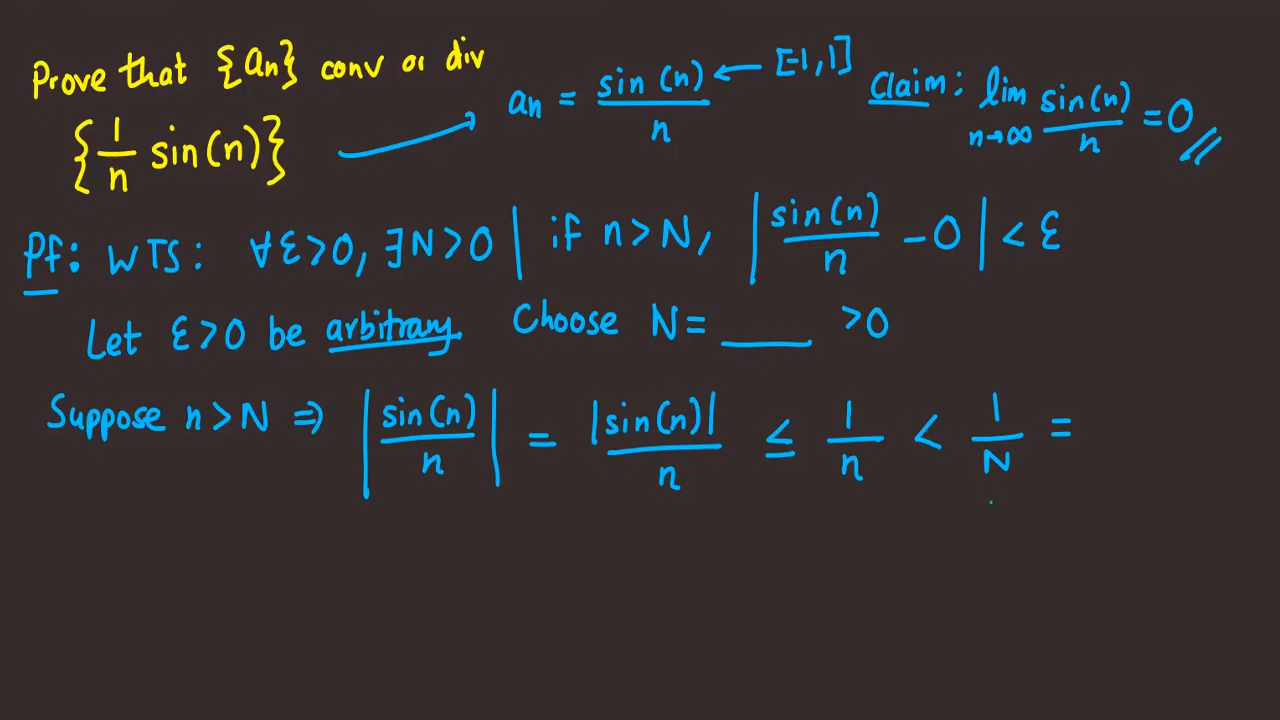 Prove that {an} conv or div
{1/n sin(n)} → an = sin(n)/n ← [-1,1] Claim: lim n→∞ sin(n)/n = 0
Pf: WTS: ∀ε>0, ∃N>0 | if n>N, |sin(n)/n - 0| < ε
Let ε>0 be arbitrary. Choose N= ____ >0
Suppose n>N ⇒ |sin(n)/n| = |sin(n)|/n ≤ 1/n < 1/N =